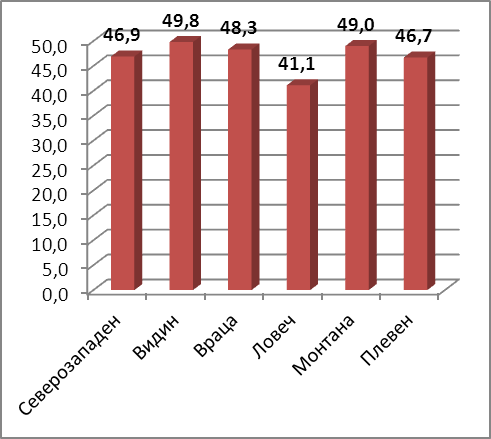 46,9
49,8
48,3
41,1
49,0
46,7
50,0
45,0
40,0
35,0
30,0
25,0
20,0
15,0
10,0
5,0
0,0
Северозападен
Видин
Враца
Ловеч
Монтана
Плевен